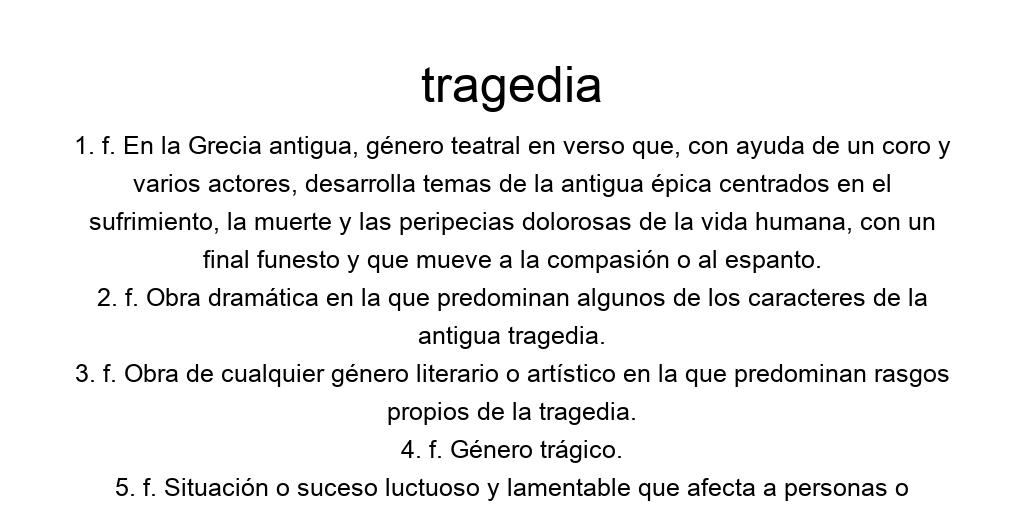 tragedia
1. f. En la Grecia antigua, género teatral en verso que, con ayuda de un coro y
varios actores, desarrolla temas de la antigua épica centrados en el
sufrimiento, la muerte y las peripecias dolorosas de la vida humana, con un
final funesto y que mueve a la compasión o al espanto.
2. f. Obra dramática en la que predominan algunos de los caracteres de la
antigua tragedia.
3. f. Obra de cualquier género literario o artístico en la que predominan rasgos
propios de la tragedia.
4. f. Género trágico.
5. f. Situación o suceso luctuoso y lamentable que afecta a personas o